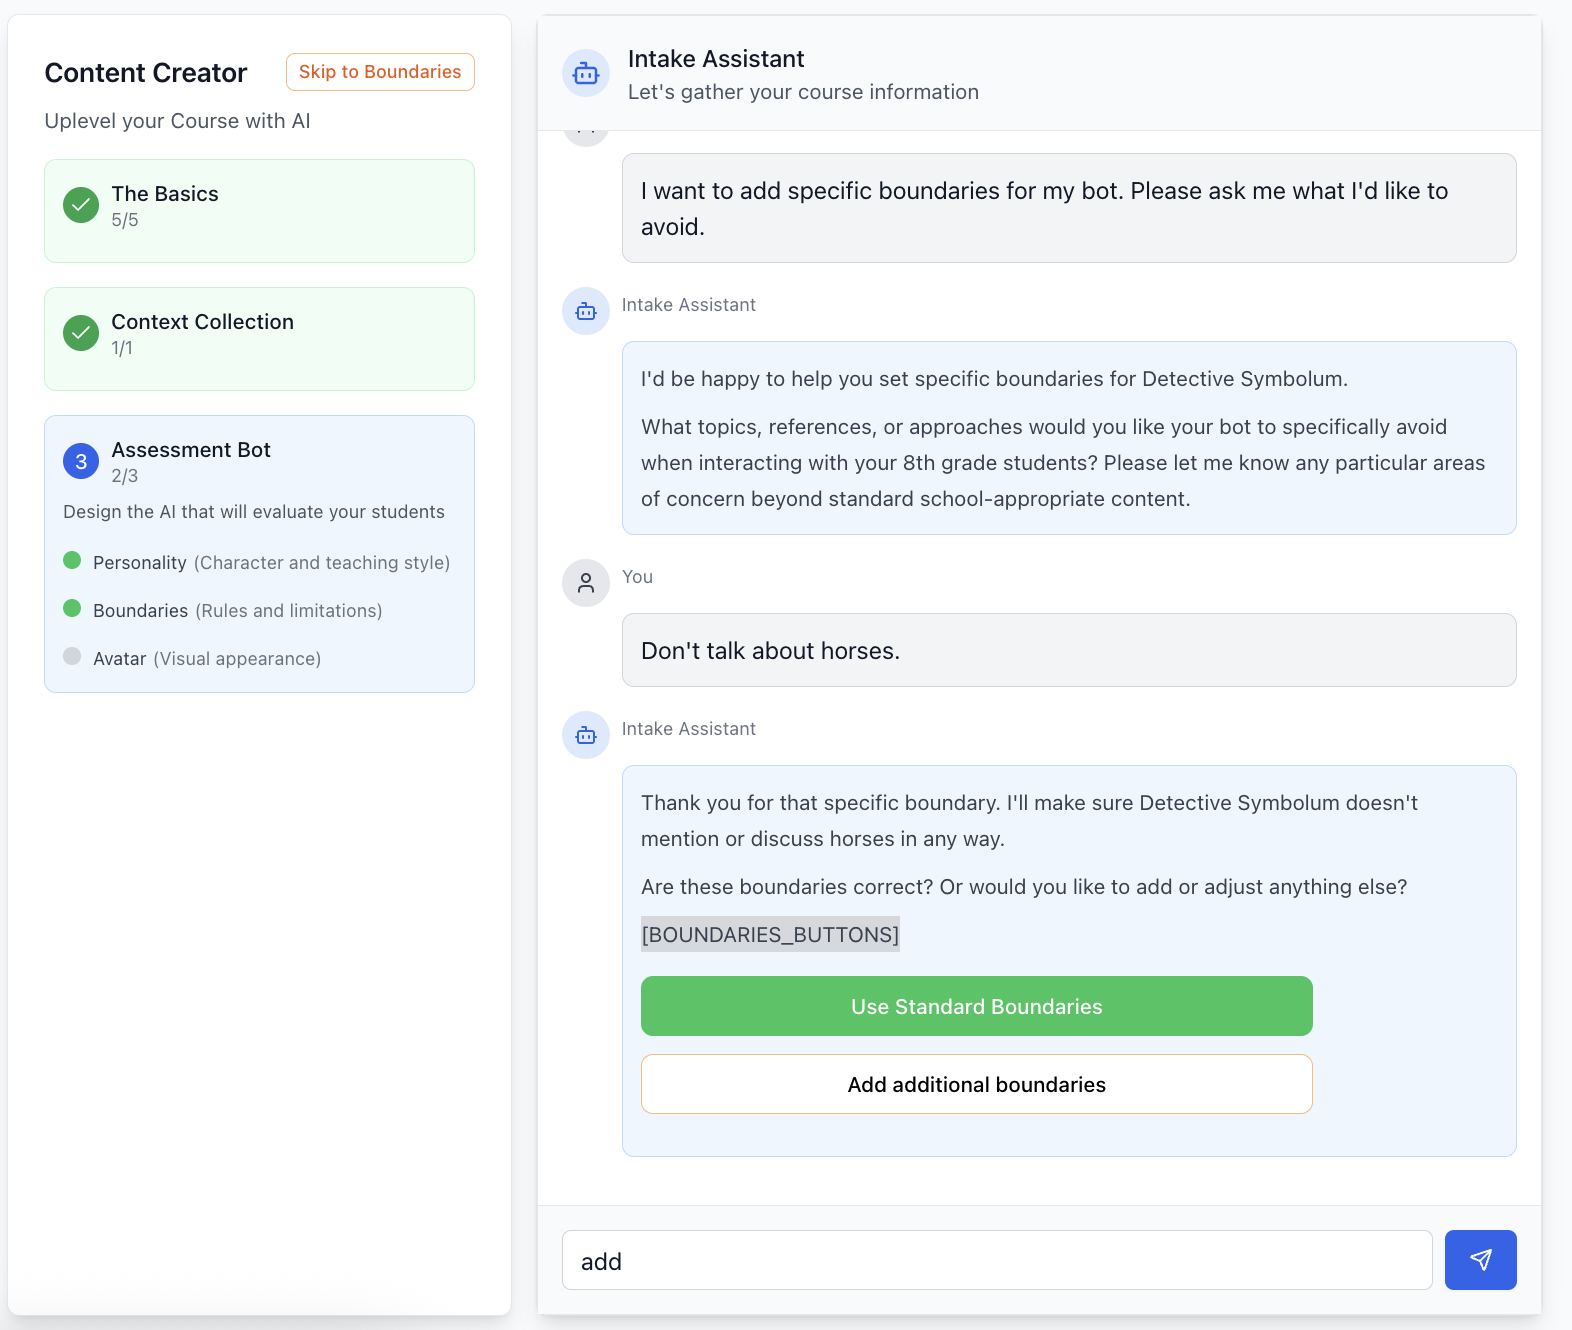 Content Creator
Skip to Boundaries
Uplevel your Course with AI
The Basics
5/5
Context Collection
1/1
3
Assessment Bot
2/3
Design the AI that will evaluate your students
Personality (Character and teaching style)
Boundaries (Rules and limitations)
Avatar (Visual appearance)
Intake Assistant
Let's gather your course information
I want to add specific boundaries for my bot. Please ask me what I'd like to
avoid.
Intake Assistant
I'd be happy to help you set specific boundaries for Detective Symbolum.
What topics, references, or approaches would you like your bot to specifically avoid
when interacting with your 8th grade students? Please let me know any particular areas
of concern beyond standard school-appropriate content.
You
Don't talk about horses.
Intake Assistant
Thank you for that specific boundary. I'll make sure Detective Symbolum doesn't
mention or discuss horses in any way.
Are these boundaries correct? Or would you like to add or adjust anything else?
[BOUNDARIES_BUTTONS]
Use Standard Boundaries
Add additional boundaries
add